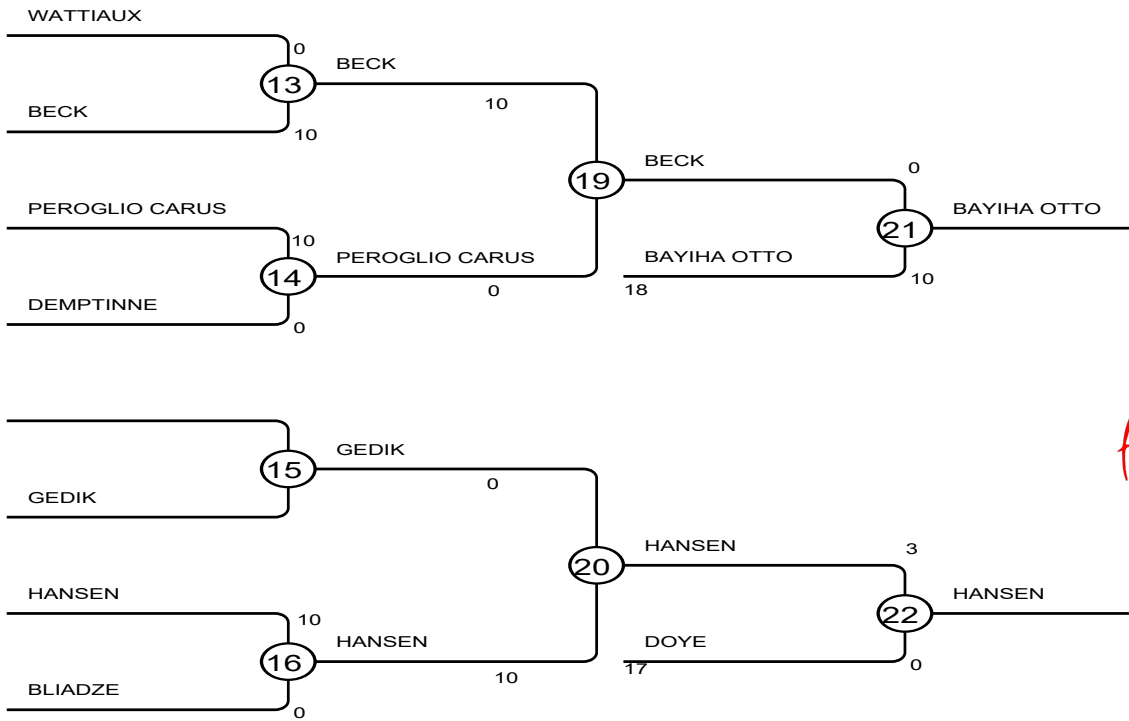 WATTIAUX
0
13
BECK
10
BECK
10
19
BECK
0
PEROGLIO CARUS
10
14
PEROGLIO CARUS
0
DEMPTINNE
0
BAYIHA OTTO
18
21
10
BAYIHA OTTO
15
GEDIK
0
GEDIK
20
HANSEN
3
HANSEN
10
16
HANSEN
10
BLIADZE
0
DOYE
17
22
0
HANSEN